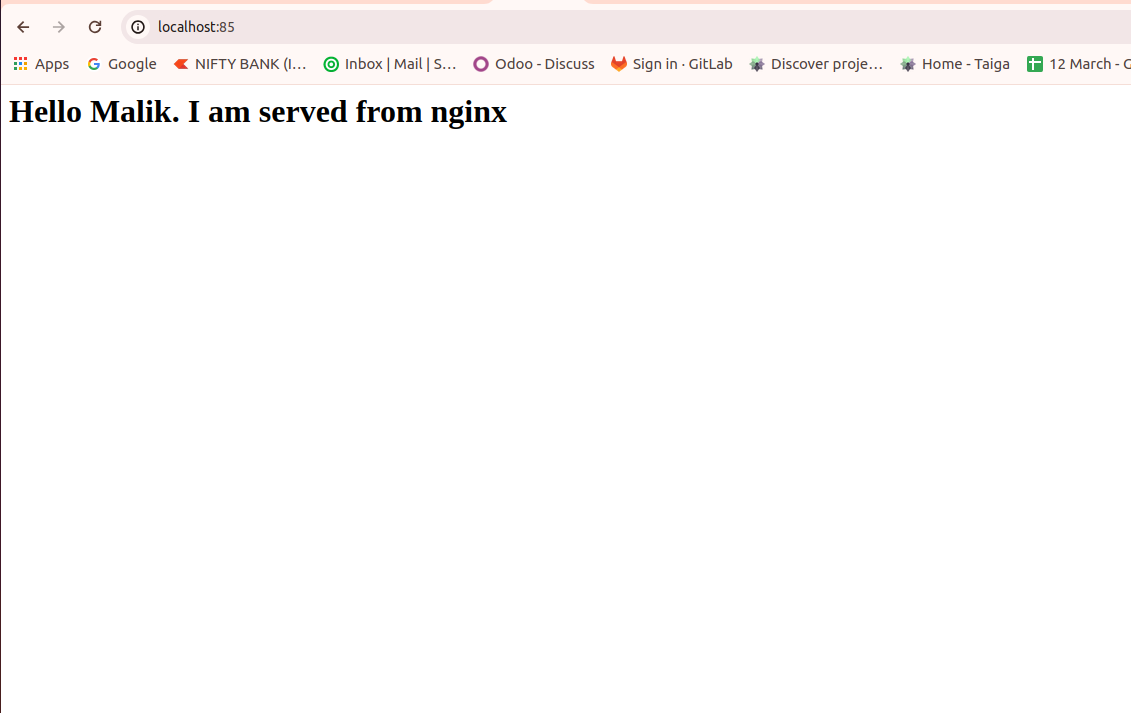 localhost:85
Apps Google NIFTY BANK (I... Inbox | Mail | S... Odoo - Discuss Sign in · GitLab Discover proje... Home - Taiga 12 March - G
Hello Malik. I am served from nginx